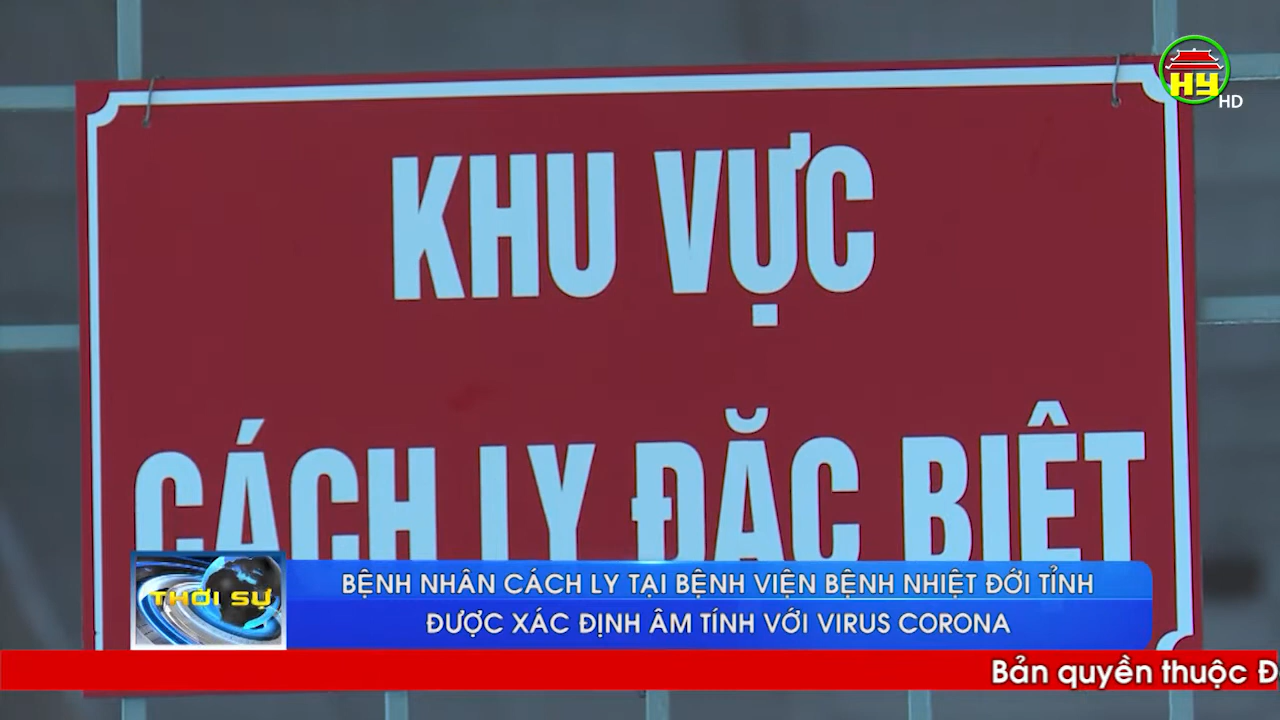 HY
HD
KHU VỰC
CÁCH LY ĐẶC BIỆT
THỜI SỰ
BỆNH NHÂN CÁCH LY TẠI BỆNH VIỆN BỆNH NHIỆT ĐỚI TỈNH
ĐƯỢC XÁC ĐỊNH ÂM TÍNH VỚI VIRUS CORONA
Bản quyền thuộc Đ